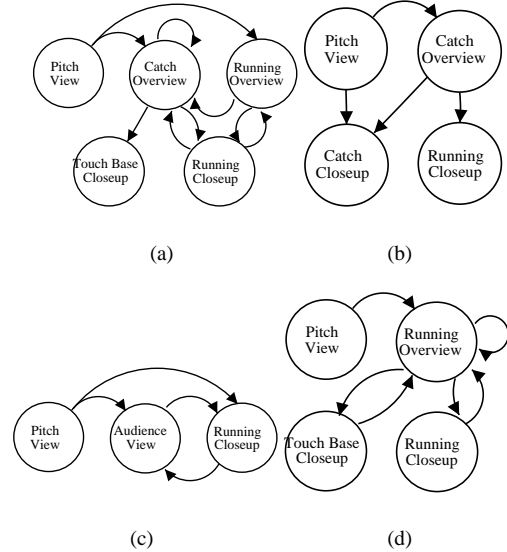 Pitch
View
Catch
Overview
Running
Overview
Touch Base
Closeup
Running
Closeup
(a)
Pitch
View
Catch
Overview
Catch
Closeup
Running
Closeup
(b)
Pitch
View
Audience
View
Running
Closeup
(c)
Pitch
View
Running
Overview
Touch Base
Closeup
Running
Closeup
(d)